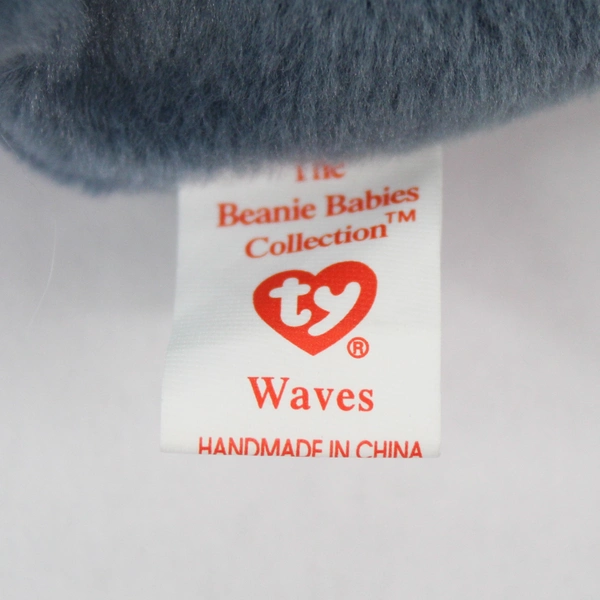 The
Beanie Babies
Collection™
ty
®
Waves
HANDMADE IN CHINA